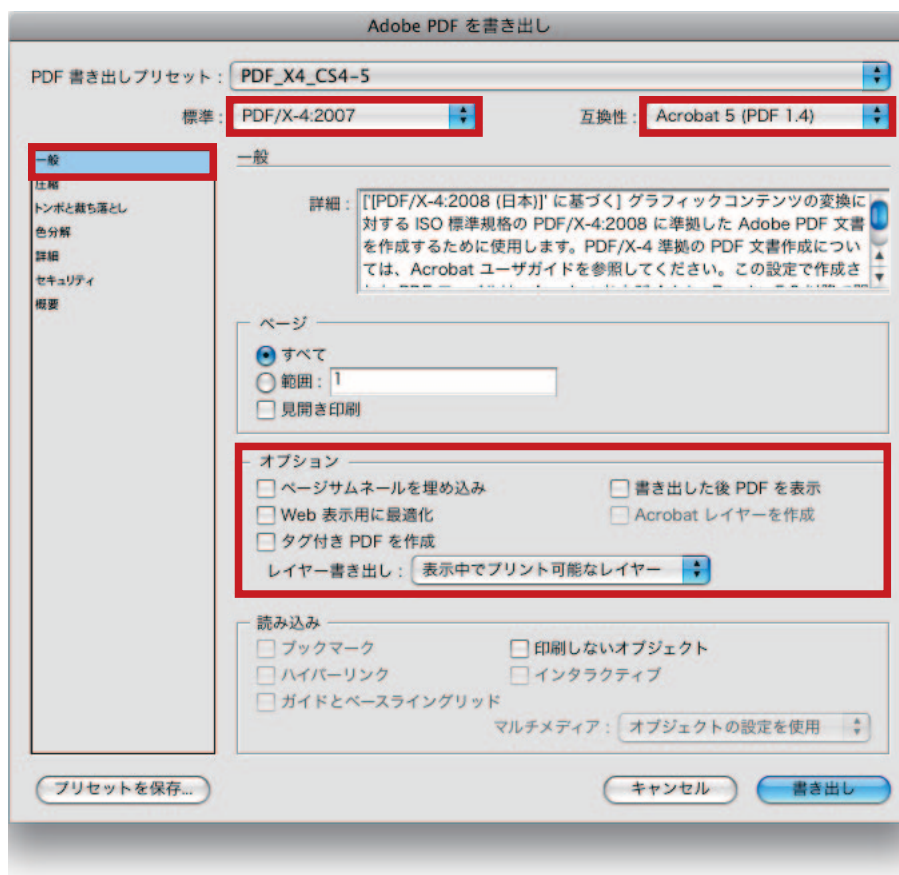 Adobe PDF を書き出し
PDF 書き出しプリセット : PDF_X4_CS4-5
標準 : PDF/X-4:2007 互換性 : Acrobat 5 (PDF 1.4)
一般
圧縮
トンボと裁ち落とし
色分解
詳細
セキュリティ
概要
一般
詳細 : ['[PDF/X-4:2008 (日本)]' に基づく] グラフィックコンテンツの変換に
対する ISO 標準規格の PDF/X-4:2008 に準拠した Adobe PDF 文書
を作成するために使用します。PDF/X-4 準拠の PDF 文書作成につい
ては、Acrobat ユーザガイドを参照してください。この設定で作成さ
ページ
すべて
範囲 : 1
見開き印刷
オプション
ページサムネールを埋め込み 書き出した後 PDF を表示
Web 表示用に最適化 Acrobat レイヤーを作成
タグ付き PDF を作成
レイヤー書き出し : 表示中でプリント可能なレイヤー
読み込み
ブックマーク 印刷しないオブジェクト
ハイパーリンク インタラクティブ
ガイドとベースライングリッド
マルチメディア : オブジェクトの設定を使用
プリセットを保存... キャンセル 書き出し